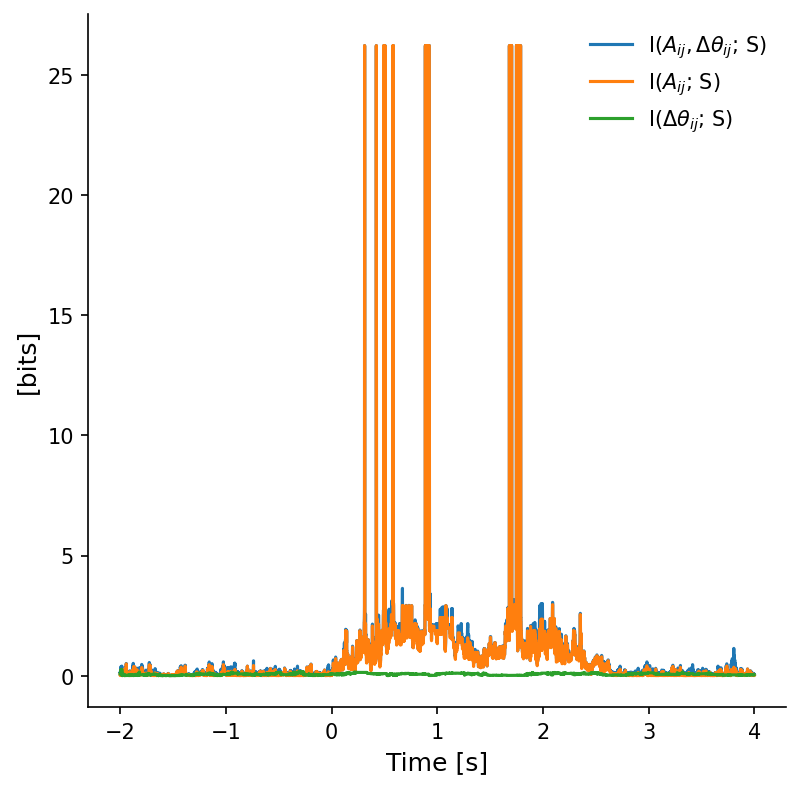 I(A_ij, Δθ_ij; S)
I(A_ij; S)
I(Δθ_ij; S)
25
20
15
10
5
0
[bits]
−2 −1 0 1 2 3 4
Time [s]